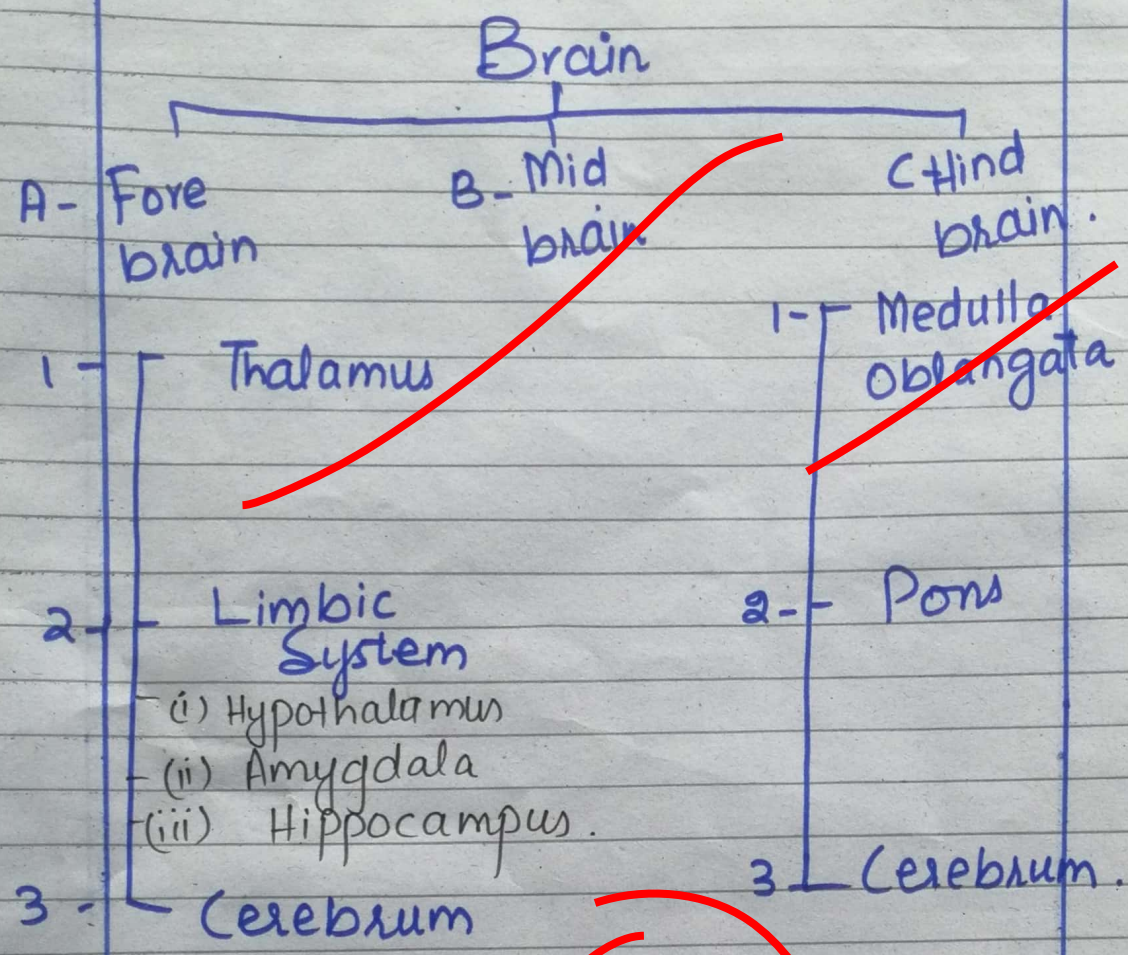 Brain
A- Fore
brain
B- Mid
brain
C Hind
brain.
1- Thalamus
2- Limbic
System
(i) Hypothalamus
(ii) Amygdala
(iii) Hippocampus.
3- Cerebrum
1- Medulla
Oblangata
2- Pons
3 Cerebrum.